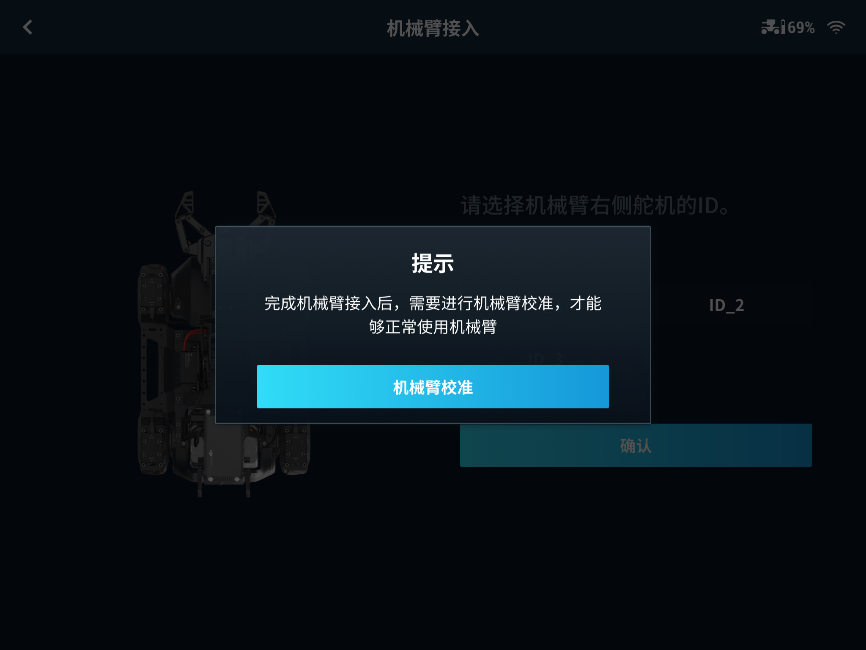 机械臂接入
69%
请选择机械臂右侧舵机的ID。
提示
完成机械臂接入后，需要进行机械臂校准，才能
够正常使用机械臂
ID_2
ID_3
机械臂校准
确认